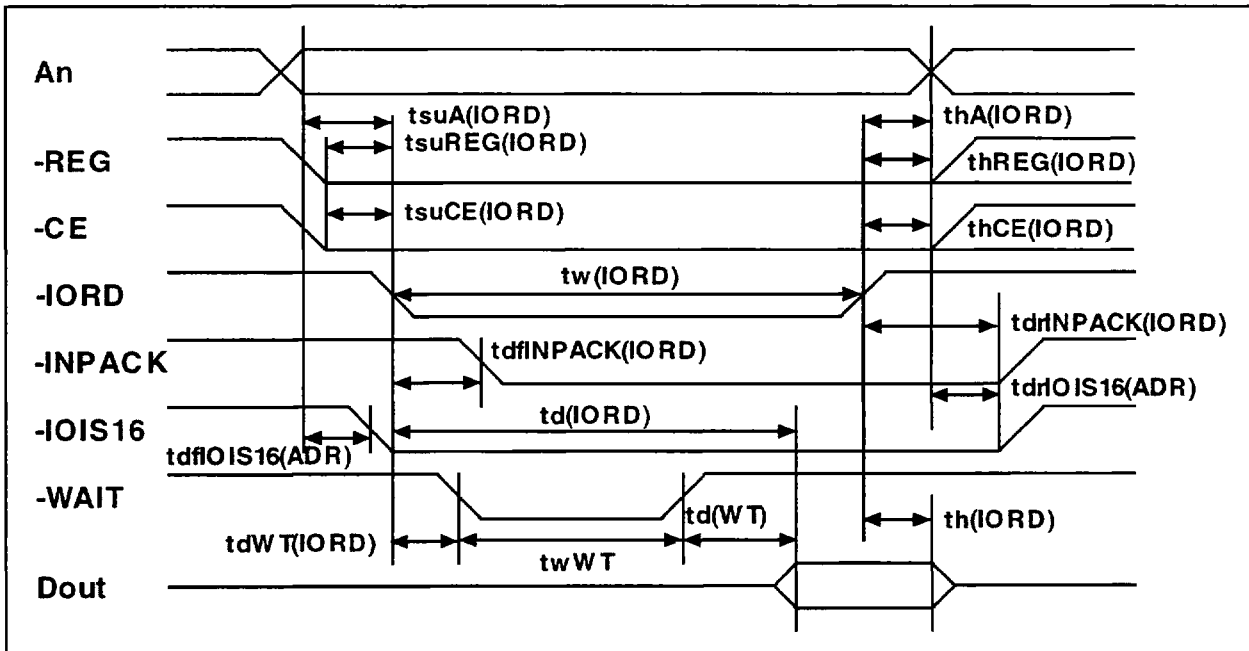 An
tsuA(IORD)
thA(IORD)
-REG
tsuREG(IORD)
thREG(IORD)
-CE
tsuCE(IORD)
thCE(IORD)
-IORD
tw(IORD)
tdrINPACK(IORD)
-INPACK
tdfINPACK(IORD)
tdrIOIS16(ADR)
-IOIS16
td(IORD)
tdfIOIS16(ADR)
-WAIT
td(WT)
th(IORD)
tdWT(IORD)
twWT
Dout